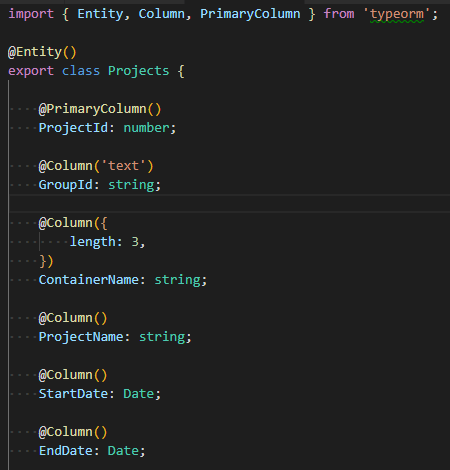 import { Entity, Column, PrimaryColumn } from 'typeorm';
@Entity()
export class Projects {
@PrimaryColumn()
ProjectId: number;
@Column('text')
GroupId: string;
@Column({
length: 3,
})
ContainerName: string;
@Column()
ProjectName: string;
@Column()
StartDate: Date;
@Column()
EndDate: Date;